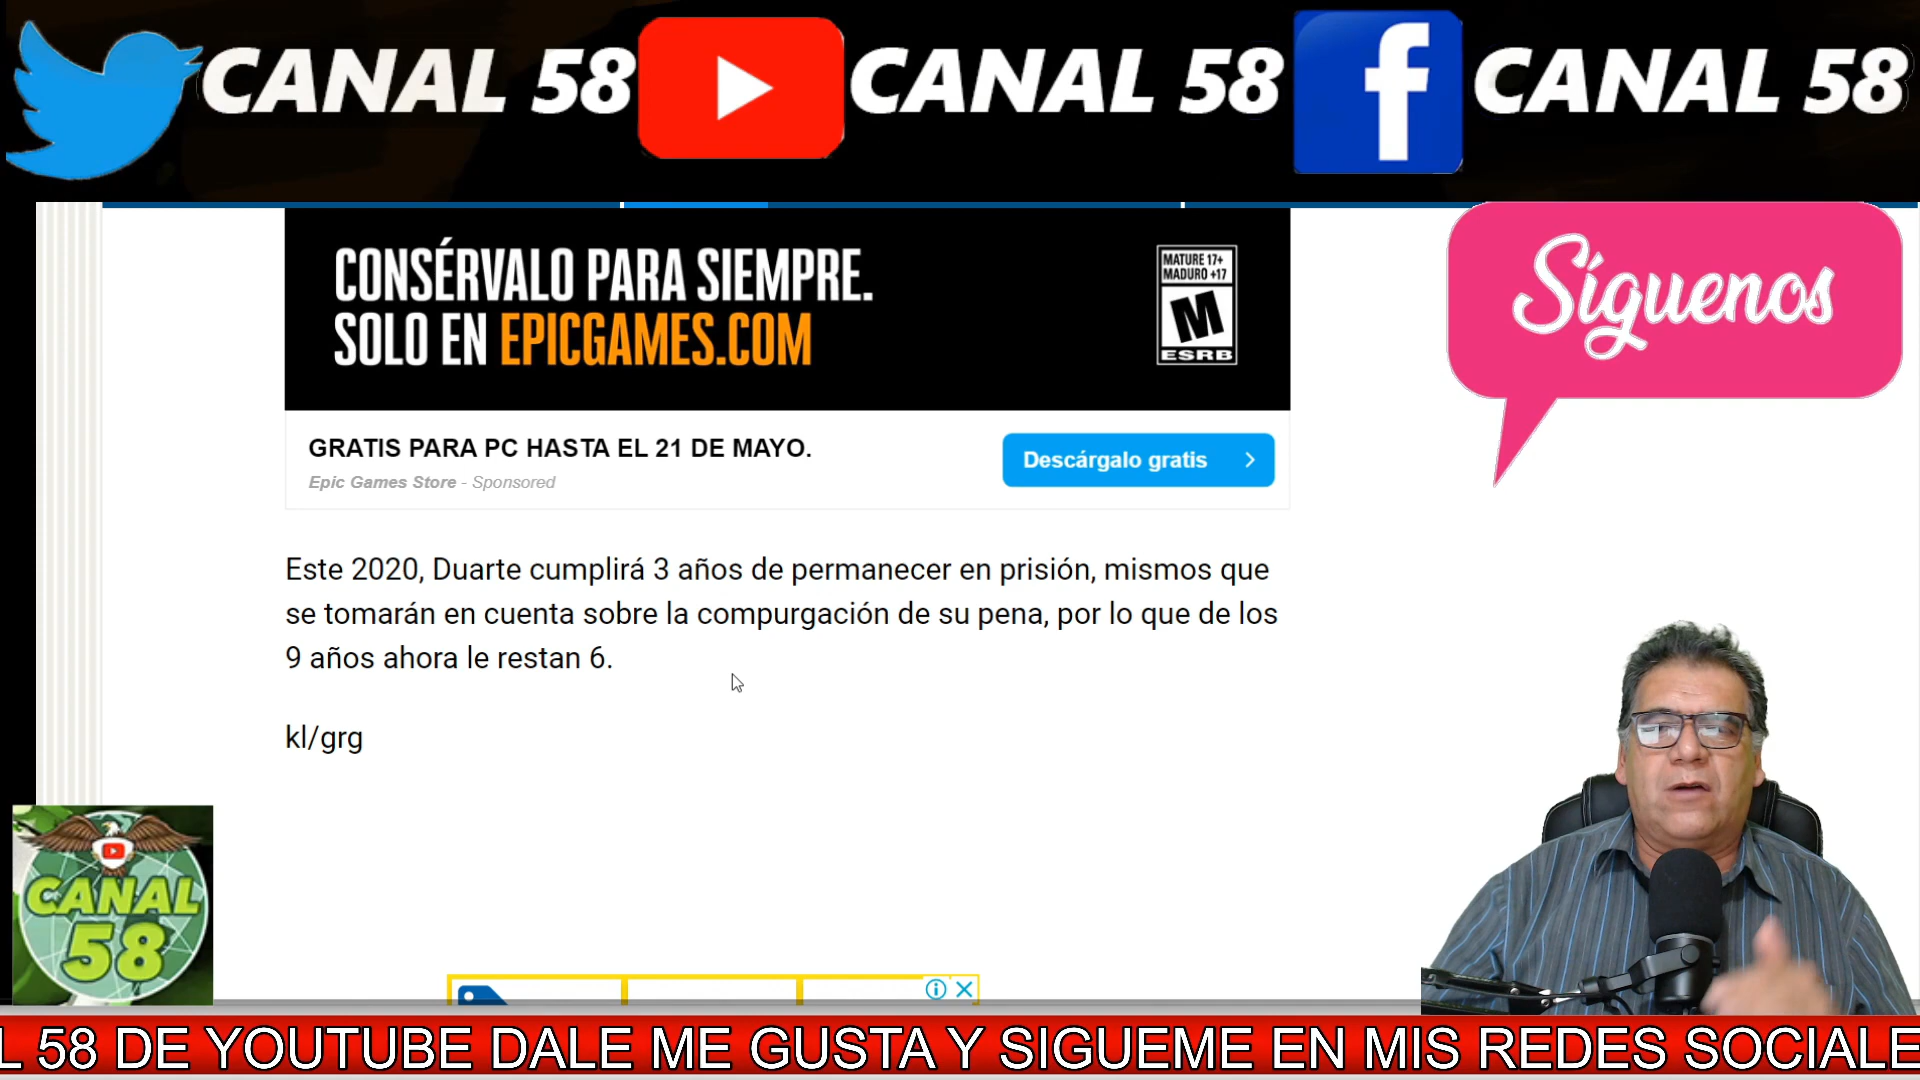 CANAL 58
CANAL 58
CANAL 58
CONSÉRVALO PARA SIEMPRE.
SOLO EN EPICGAMES.COM
MATURE 17+
MADURO +17
M
ESRB
Síguenos
GRATIS PARA PC HASTA EL 21 DE MAYO.
Epic Games Store - Sponsored
Descárgalo gratis
Este 2020, Duarte cumplirá 3 años de permanecer en prisión, mismos que
se tomarán en cuenta sobre la compurgación de su pena, por lo que de los
9 años ahora le restan 6.
kl/grg
CANAL
58
L 58 DE YOUTUBE DALE ME GUSTA Y SIGUEME EN MIS REDES SOCIALE